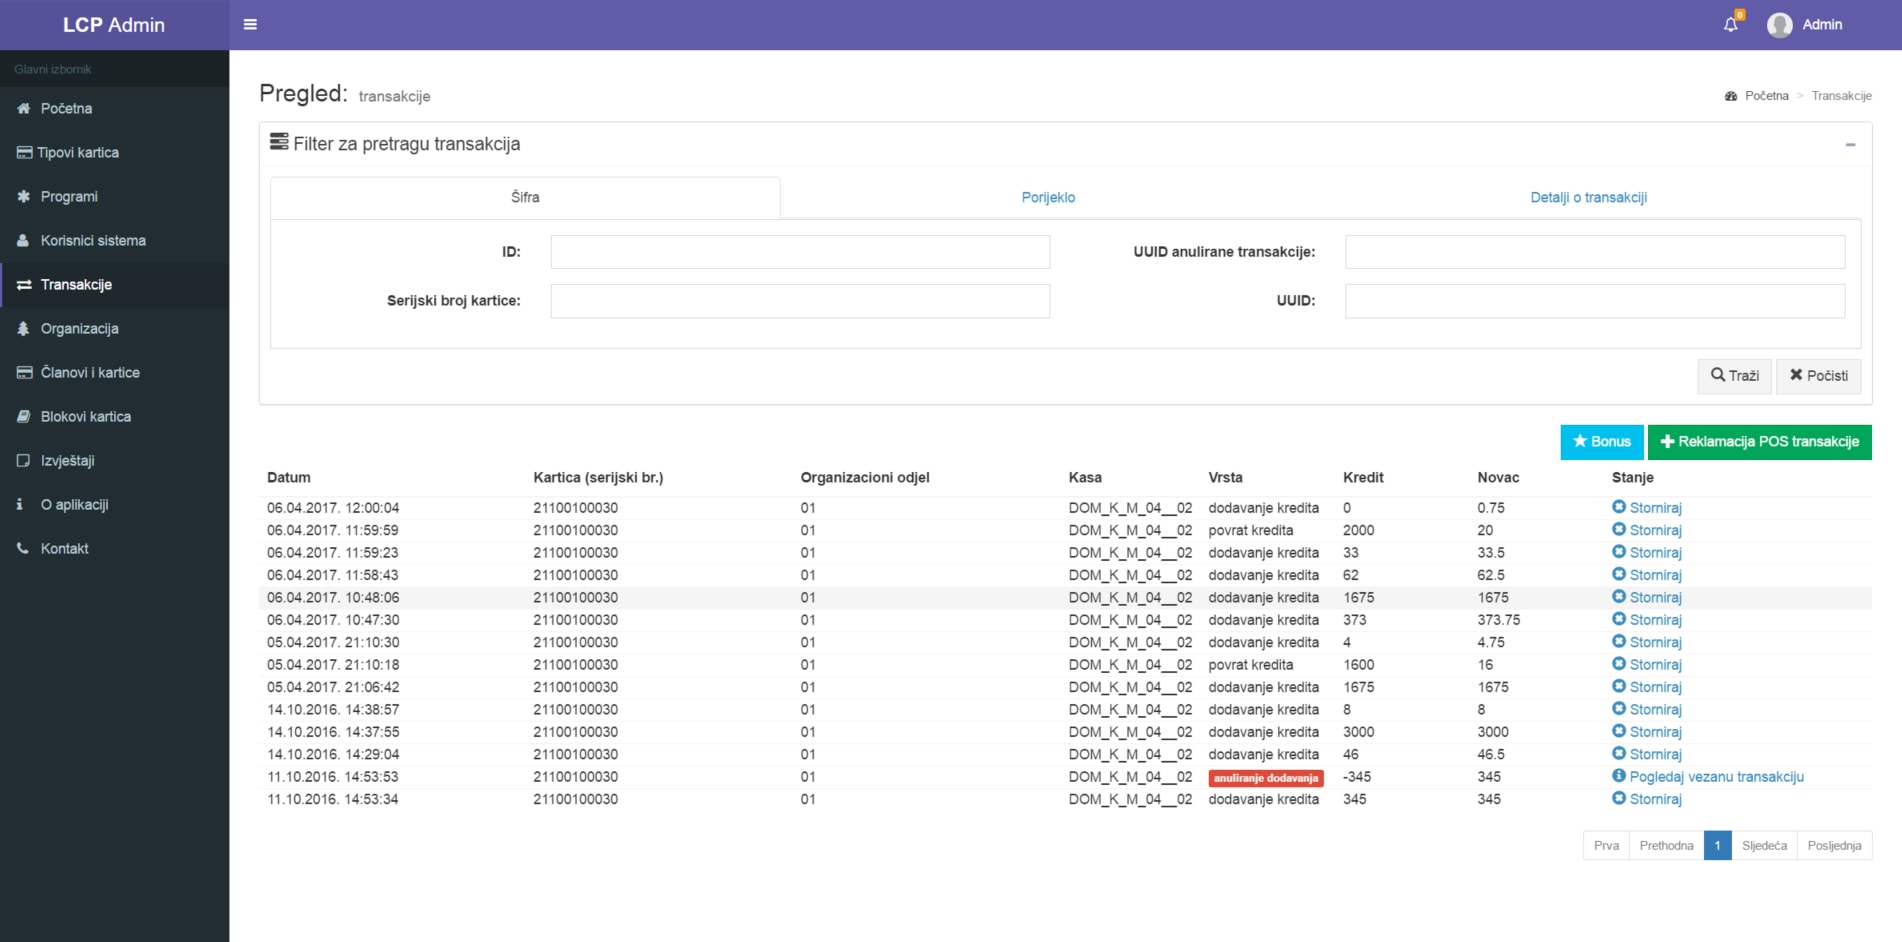 LCP Admin
0
Admin
Glavni izbornik
Početna
Tipovi kartica
Programi
Korisnici sistema
Transakcije
Organizacija
Članovi i kartice
Blokovi kartica
Izvještaji
O aplikaciji
Kontakt
Pregled: transakcije
Početna > Transakcije
Filter za pretragu transakcija
Šifra Porijeklo Detalji o transakciji
ID: UUID anulirane transakcije:
Serijski broj kartice: UUID:
Traži Počisti
Bonus Reklamacija POS transakcije
Datum Kartica (serijski br.) Organizacioni odjel Kasa Vrsta Kredit Novac Stanje
06.04.2017. 12:00:04 21100100030 01 DOM_K_M_04__02 dodavanje kredita 0 0.75 Storniraj
06.04.2017. 11:59:59 21100100030 01 DOM_K_M_04__02 povrat kredita 2000 20 Storniraj
06.04.2017. 11:59:23 21100100030 01 DOM_K_M_04__02 dodavanje kredita 33 33.5 Storniraj
06.04.2017. 11:58:43 21100100030 01 DOM_K_M_04__02 dodavanje kredita 62 62.5 Storniraj
06.04.2017. 10:48:06 21100100030 01 DOM_K_M_04__02 dodavanje kredita 1675 1675 Storniraj
06.04.2017. 10:47:30 21100100030 01 DOM_K_M_04__02 dodavanje kredita 373 373.75 Storniraj
05.04.2017. 21:10:30 21100100030 01 DOM_K_M_04__02 dodavanje kredita 4 4.75 Storniraj
05.04.2017. 21:10:18 21100100030 01 DOM_K_M_04__02 povrat kredita 1600 16 Storniraj
05.04.2017. 21:06:42 21100100030 01 DOM_K_M_04__02 dodavanje kredita 1675 1675 Storniraj
14.10.2016. 14:38:57 21100100030 01 DOM_K_M_04__02 dodavanje kredita 8 8 Storniraj
14.10.2016. 14:37:55 21100100030 01 DOM_K_M_04__02 dodavanje kredita 3000 3000 Storniraj
14.10.2016. 14:29:04 21100100030 01 DOM_K_M_04__02 dodavanje kredita 46 46.5 Storniraj
11.10.2016. 14:53:53 21100100030 01 DOM_K_M_04__02 anuliranje dodavanja -345 345 Pogledaj vezanu transakciju
11.10.2016. 14:53:34 21100100030 01 DOM_K_M_04__02 dodavanje kredita 345 345 Storniraj
Prva Prethodna 1 Sljedeća Posljednja